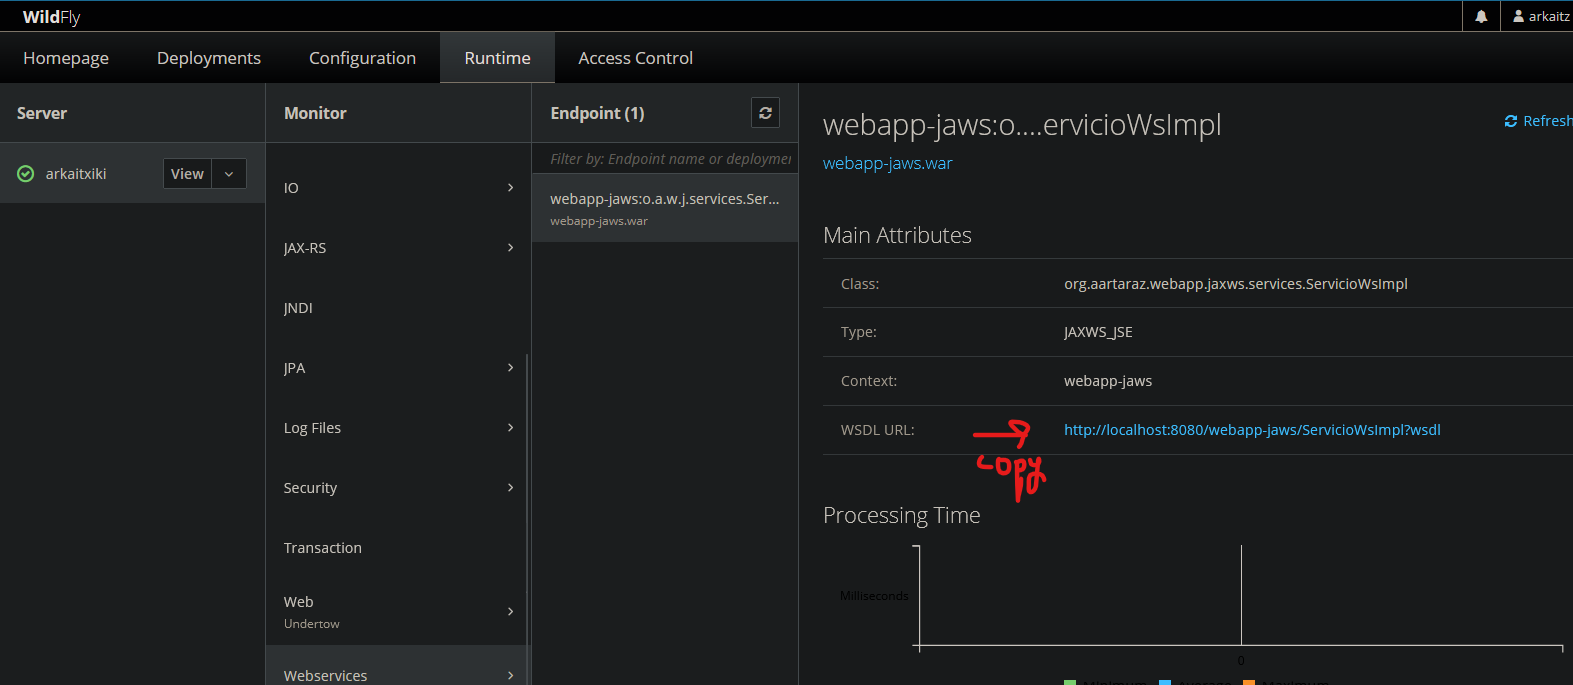 WildFly
arkaitz
Homepage
Deployments
Configuration
Runtime
Access Control
Server
arkaitxiki
View
Monitor
IO
JAX-RS
JNDI
JPA
Log Files
Security
Transaction
Web
Undertow
Webservices
Endpoint (1)
Filter by: Endpoint name or deployme
webapp-jaws:o.a.w.j.services.Ser...
webapp-jaws.war
webapp-jaws:o....ervicioWsImpl
Refresh
webapp-jaws.war
Main Attributes
Class: org.aartaraz.webapp.jaxws.services.ServicioWsImpl
Type: JAXWS_JSE
Context: webapp-jaws
WSDL URL: http://localhost:8080/webapp-jaws/ServicioWsImpl?wsdl
copy
Processing Time
Milliseconds
0
Minimum Average Maximum